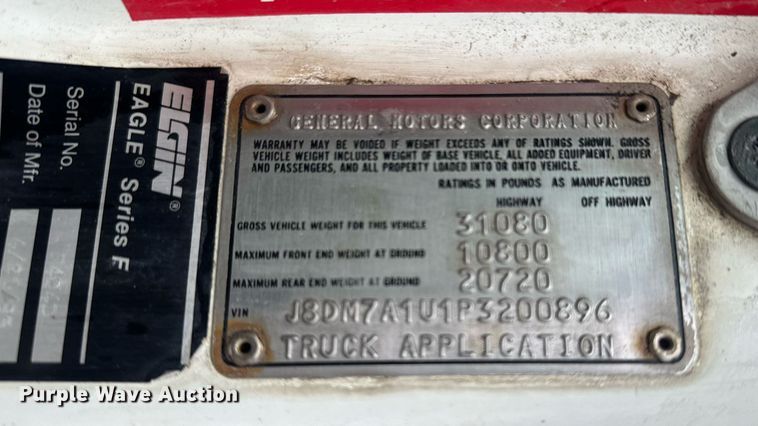 ELGIN®
EAGLE® Series F
Serial No.
Date of Mfr.
GENERAL MOTORS CORPORATION
WARRANTY MAY BE VOIDED IF WEIGHT EXCEEDS ANY OF RATINGS SHOWN. GROSS
VEHICLE WEIGHT INCLUDES WEIGHT OF BASE VEHICLE, ALL ADDED EQUIPMENT, DRIVER
AND PASSENGERS, AND ALL PROPERTY LOADED INTO OR ONTO VEHICLE.
RATINGS IN POUNDS AS MANUFACTURED
HIGHWAY OFF HIGHWAY
GROSS VEHICLE WEIGHT FOR THIS VEHICLE 31080
MAXIMUM FRONT END WEIGHT AT GROUND 10800
MAXIMUM REAR END WEIGHT AT GROUND 20720
VIN J8DM7A1U1P3200896
TRUCK APPLICATION
Purple Wave Auction